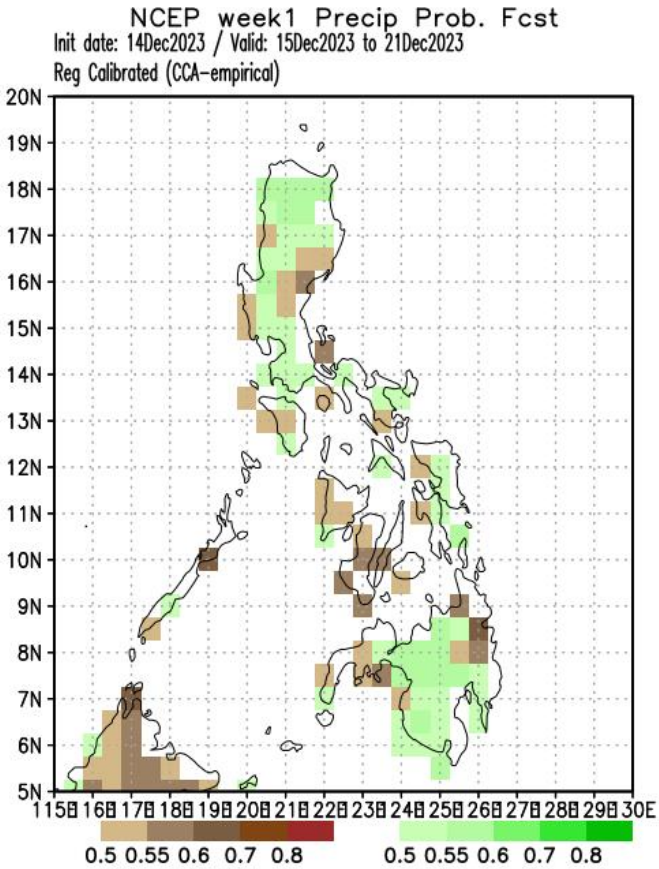 NCEP week1 Precip Prob. Fcst
Init date: 14Dec2023 / Valid: 15Dec2023 to 21Dec2023
Reg Calibrated (CCA-empirical)
20N
19N
18N
17N
16N
15N
14N
13N
12N
11N
10N
9N
8N
7N
6N
5N
115E 116E 117E 118E 119E 120E 121E 122E 123E 124E 125E 126E 127E 128E 129E 130E
0.5 0.55 0.6 0.7 0.8 0.5 0.55 0.6 0.7 0.8